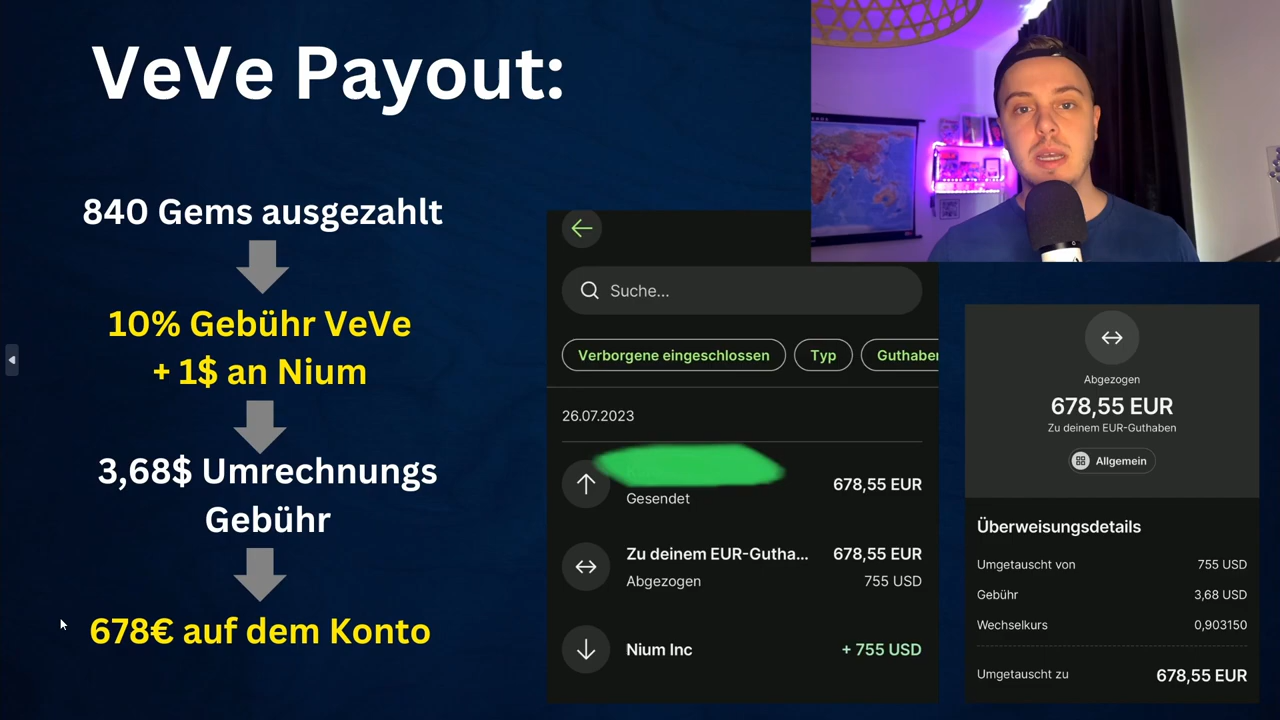 VeVe Payout:
840 Gems ausgezahlt
10% Gebühr VeVe
+ 1$ an Nium
3,68$ Umrechnungs
Gebühr
678€ auf dem Konto
Suche...
Verborgene eingeschlossen
Typ
Guthaben
26.07.2023
678,55 EUR
Gesendet
Zu deinem EUR-Gutha... 678,55 EUR
Abgezogen 755 USD
Nium Inc + 755 USD
Abgezogen
678,55 EUR
Zu deinem EUR-Guthaben
Allgemein
Überweisungsdetails
Umgetauscht von 755 USD
Gebühr 3,68 USD
Wechselkurs 0,903150
Umgetauscht zu 678,55 EUR